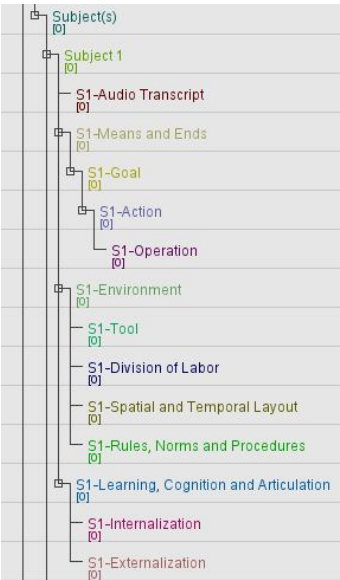 Subject(s)
[0]
Subject 1
[0]
S1-Audio Transcript
[0]
S1-Means and Ends
[0]
S1-Goal
[0]
S1-Action
[0]
S1-Operation
[0]
S1-Environment
[0]
S1-Tool
[0]
S1-Division of Labor
[0]
S1-Spatial and Temporal Layout
[0]
S1-Rules, Norms and Procedures
[0]
S1-Learning, Cognition and Articulation
[0]
S1-Internalization
[0]
S1-Externalization
[0]